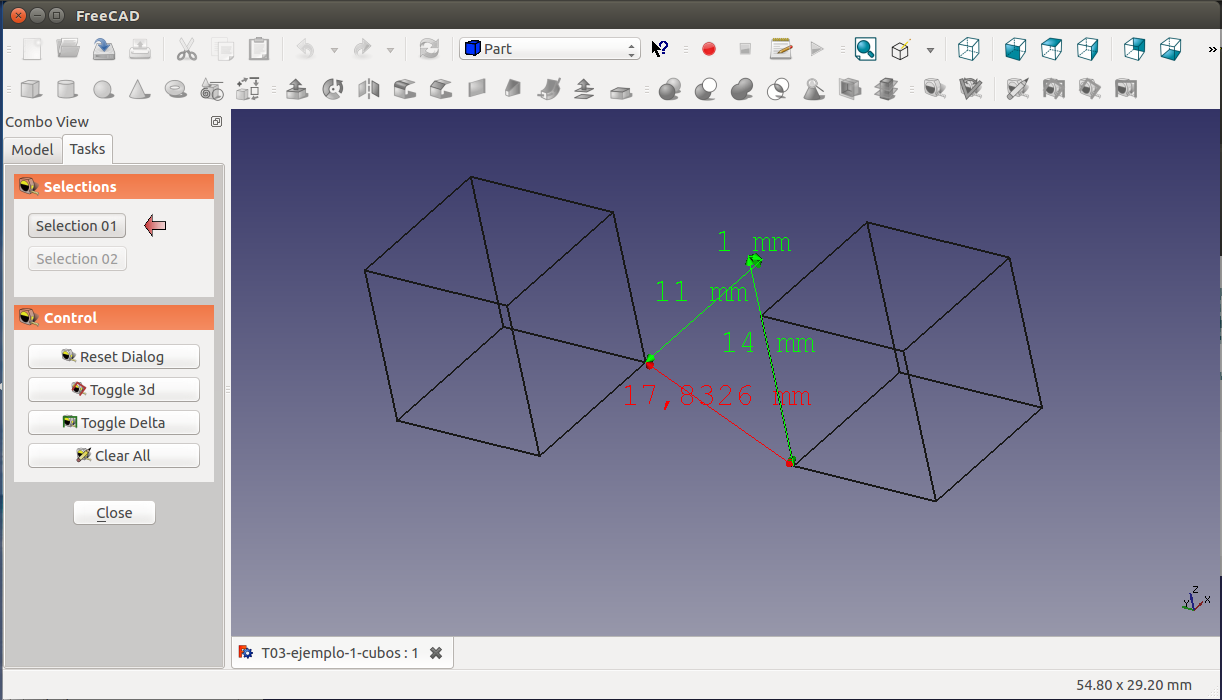 FreeCAD
Part
»
Combo View
Model
Tasks
Selections
Selection 01
Selection 02
Control
Reset Dialog
Toggle 3d
Toggle Delta
Clear All
Close
1 mm
11 mm
14 mm
17,8326 mm
Z
Y
X
T03-ejemplo-1-cubos : 1
54.80 x 29.20 mm